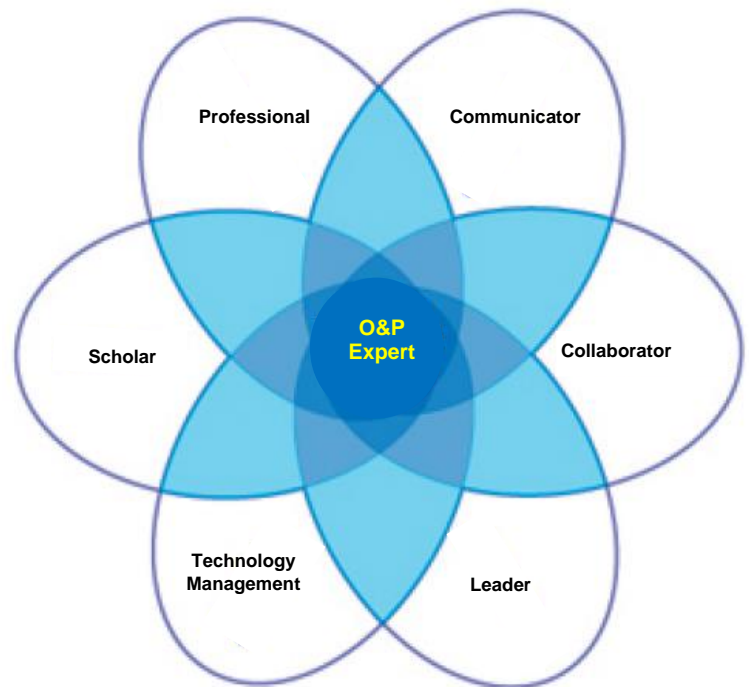 Professional
Communicator
O&P
Expert
Scholar
Collaborator
Technology
Management
Leader